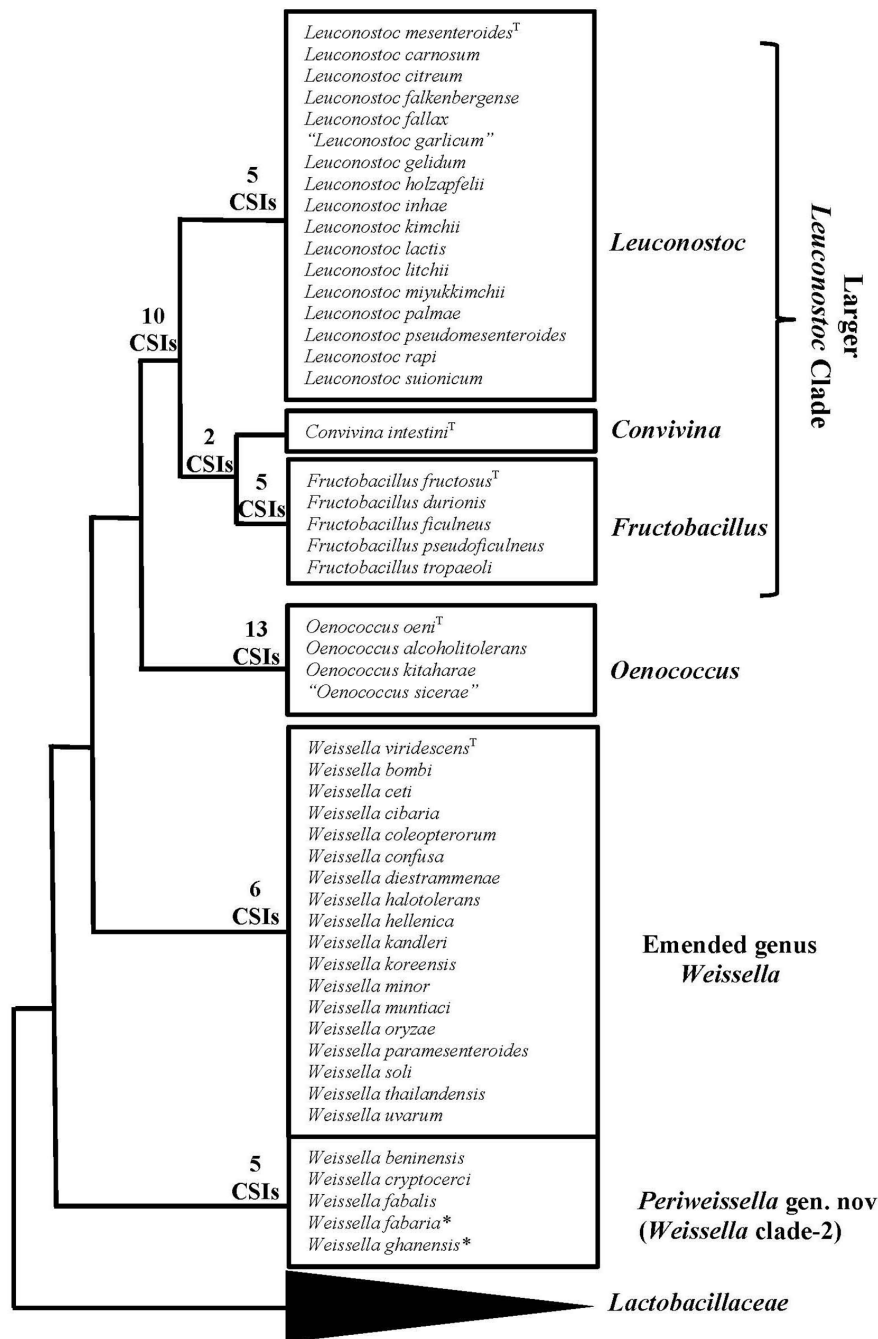 Leuconostoc mesenteroidesᵀ
Leuconostoc carnosum
Leuconostoc citreum
Leuconostoc falkenbergense
Leuconostoc fallax
“Leuconostoc garlicum”
Leuconostoc gelidum
Leuconostoc holzapfelii
Leuconostoc inhae
Leuconostoc kimchii
Leuconostoc lactis
Leuconostoc litchii
Leuconostoc miyukkimchii
Leuconostoc palmae
Leuconostoc pseudomesenteroides
Leuconostoc rapi
Leuconostoc suionicum
5
CSIs
Leuconostoc
Larger
Leuconostoc Clade
10
CSIs
2
CSIs
Convivina intestiniᵀ
Convivina
5
CSIs
Fructobacillus fructosusᵀ
Fructobacillus durionis
Fructobacillus ficulneus
Fructobacillus pseudoficulneus
Fructobacillus tropaeoli
Fructobacillus
13
CSIs
Oenococcus oeniᵀ
Oenococcus alcoholitolerans
Oenococcus kitaharae
“Oenococcus sicerae”
Oenococcus
6
CSIs
Weissella viridescensᵀ
Weissella bombi
Weissella ceti
Weissella cibaria
Weissella coleopterorum
Weissella confusa
Weissella diestrammenae
Weissella halotolerans
Weissella hellenica
Weissella kandleri
Weissella koreensis
Weissella minor
Weissella muntiaci
Weissella oryzae
Weissella paramesenteroides
Weissella soli
Weissella thailandensis
Weissella uvarum
Emended genus
Weissella
5
CSIs
Weissella beninensis
Weissella cryptocerci
Weissella fabalis
Weissella fabaria*
Weissella ghanensis*
Periweissella gen. nov
(Weissella clade-2)
Lactobacillaceae